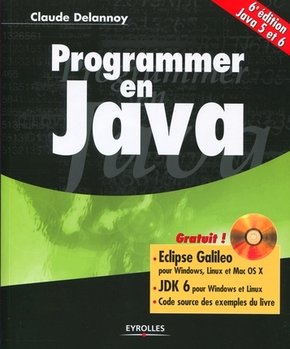 Claude Delannoy
6e édition
Java 5 et 6
Programmer
en
Java
Gratuit !
• Eclipse Galileo
pour Windows, Linux et Mac OS X
• JDK 6 pour Windows et Linux
• Code source des exemples du livre
EYROLLES